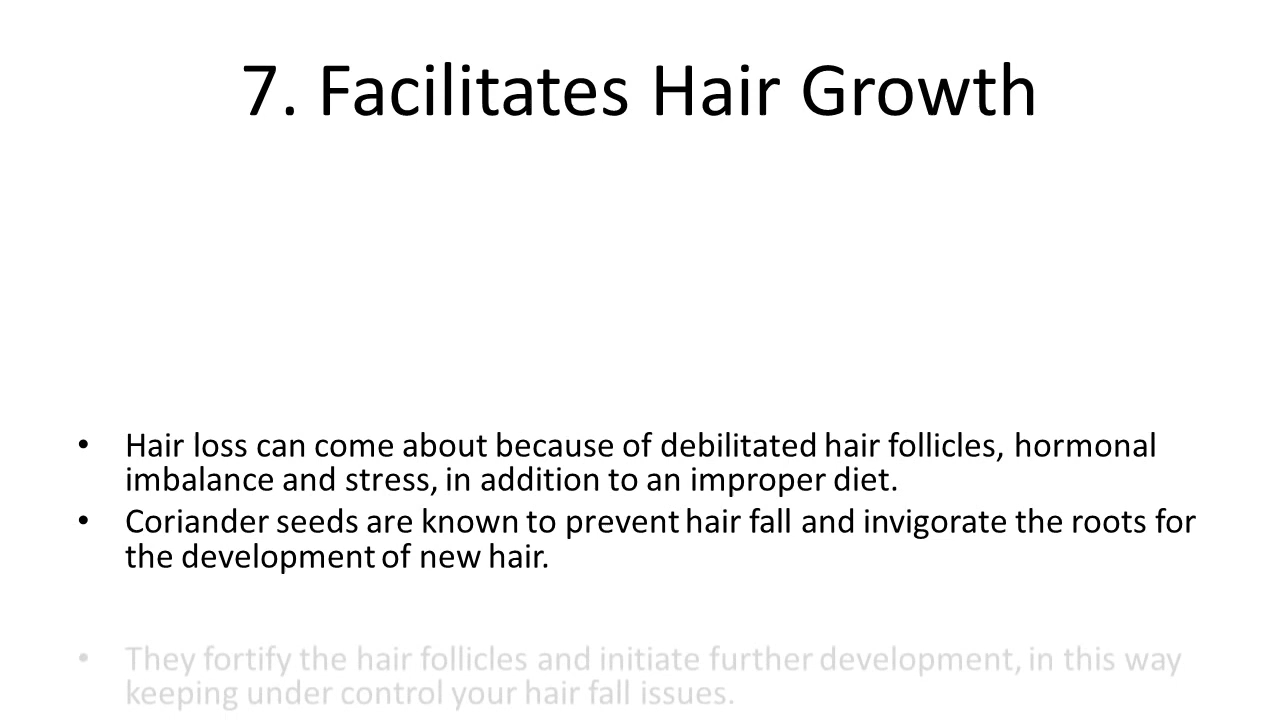 7. Facilitates Hair Growth
• Hair loss can come about because of debilitated hair follicles, hormonal
imbalance and stress, in addition to an improper diet.
• Coriander seeds are known to prevent hair fall and invigorate the roots for
the development of new hair.
• They fortify the hair follicles and initiate further development, in this way
keeping under control your hair fall issues.